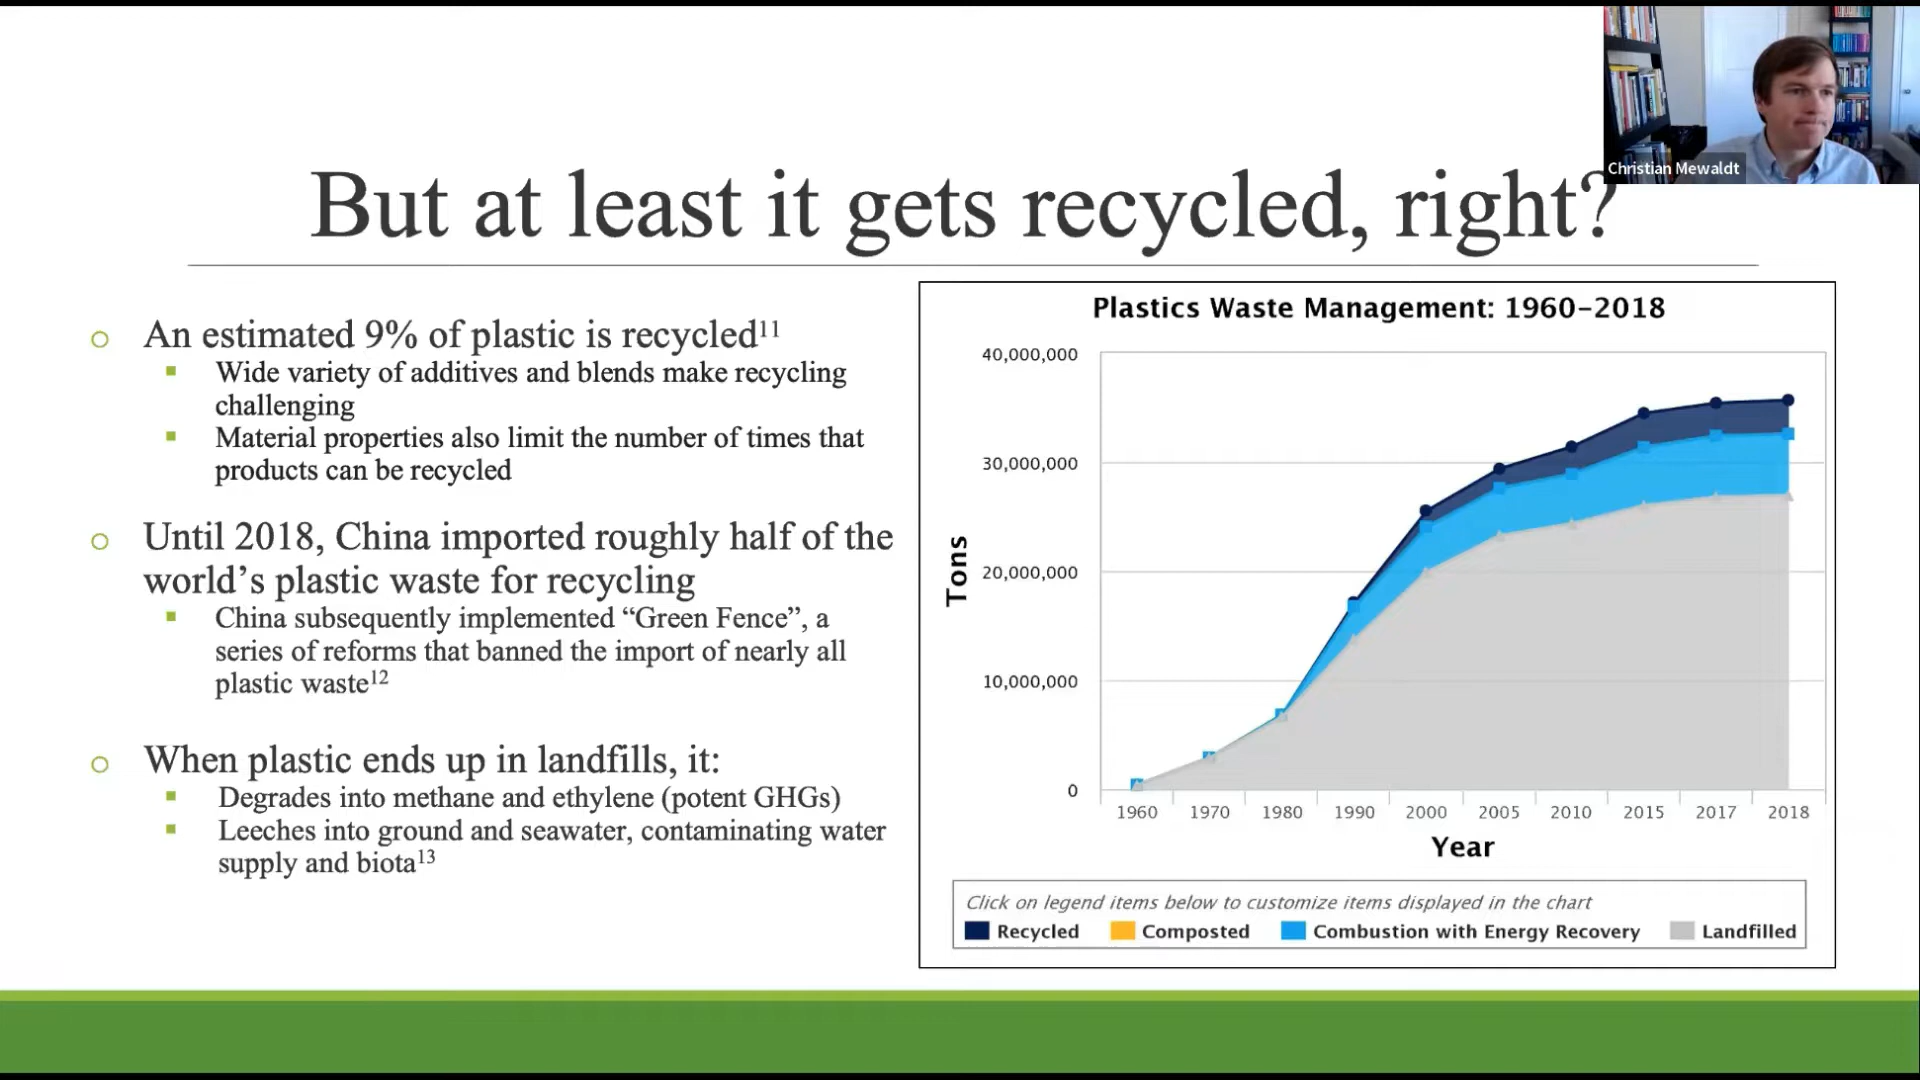 Christian Mewaldt
But at least it gets recycled, right?
An estimated 9% of plastic is recycled¹¹
Wide variety of additives and blends make recycling
challenging
Material properties also limit the number of times that
products can be recycled
Until 2018, China imported roughly half of the
world’s plastic waste for recycling
China subsequently implemented “Green Fence”, a
series of reforms that banned the import of nearly all
plastic waste¹²
When plastic ends up in landfills, it:
Degrades into methane and ethylene (potent GHGs)
Leeches into ground and seawater, contaminating water
supply and biota¹³
Plastics Waste Management: 1960–2018
40,000,000
30,000,000
20,000,000
10,000,000
0
Tons
1960 1970 1980 1990 2000 2005 2010 2015 2017 2018
Year
Click on legend items below to customize items displayed in the chart
Recycled Composted Combustion with Energy Recovery Landfilled